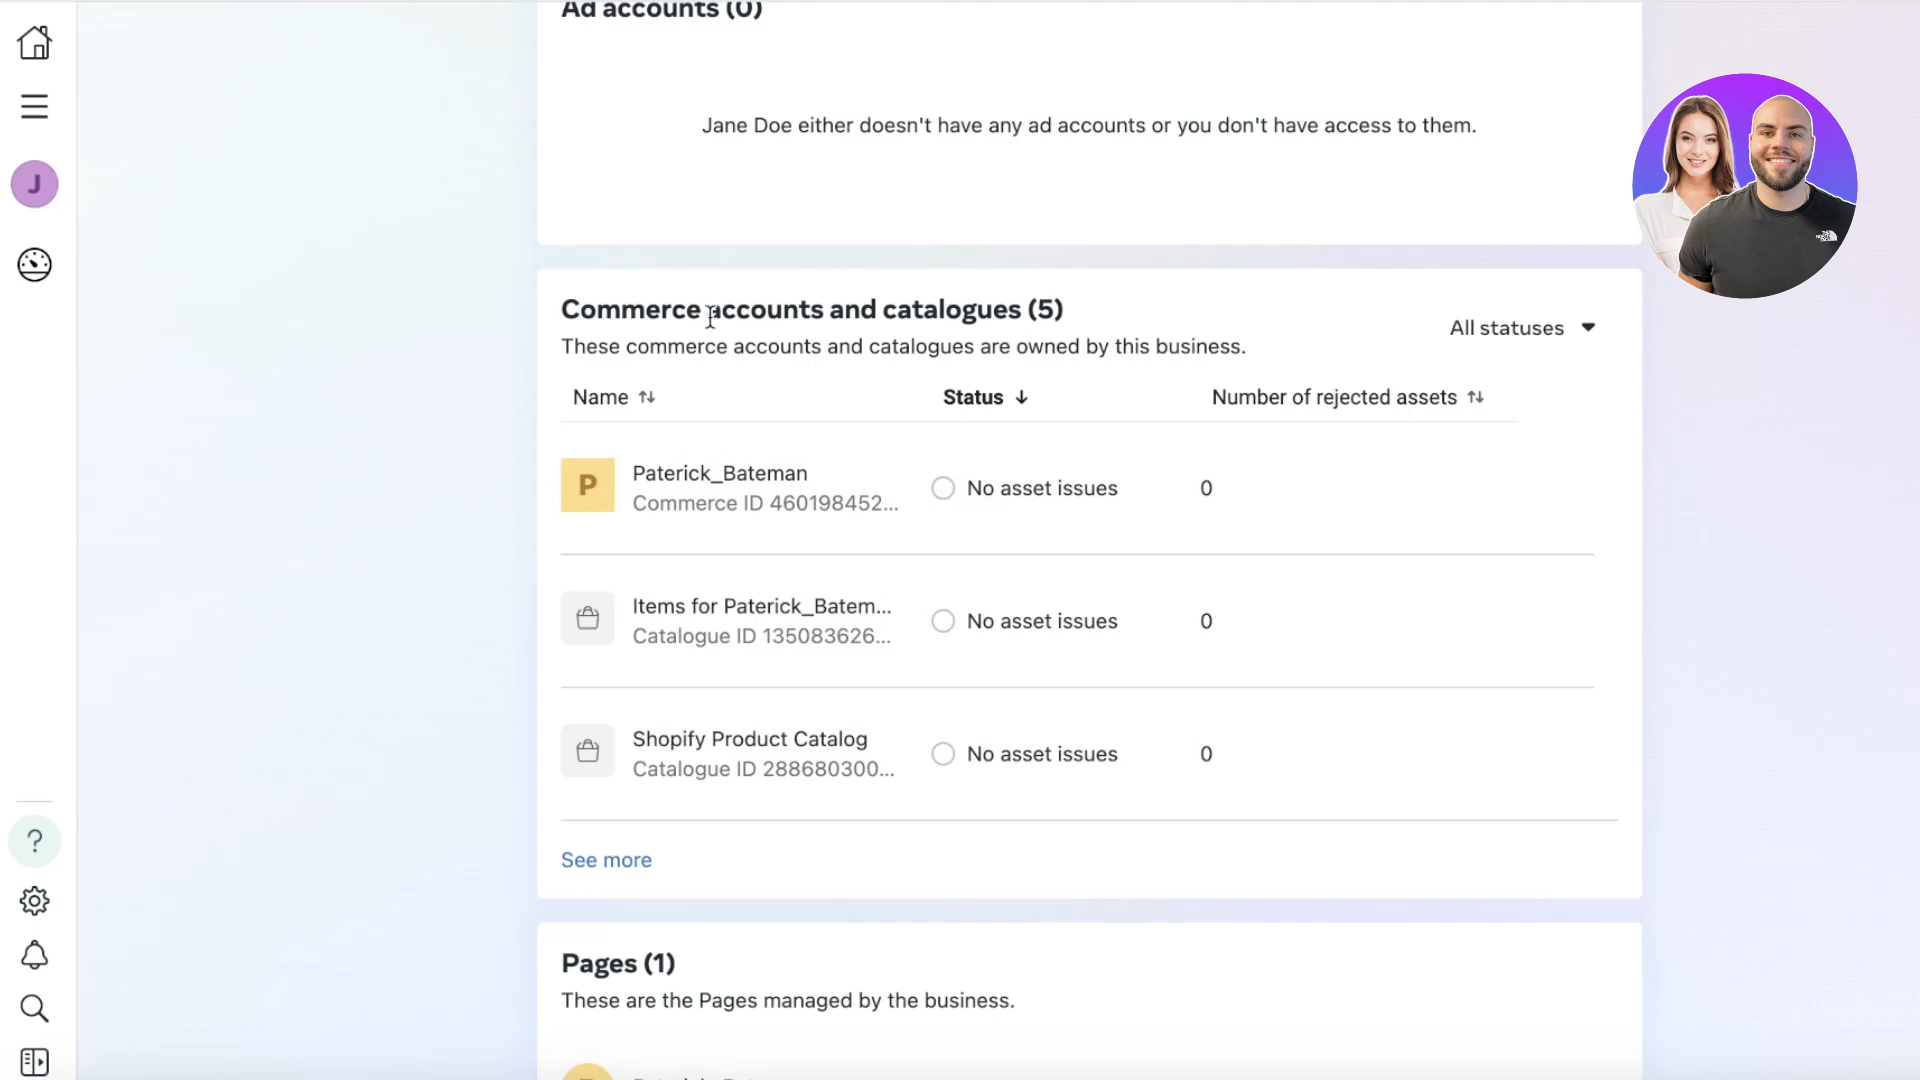 Ad accounts (0)
Jane Doe either doesn't have any ad accounts or you don't have access to them.
J
Commerce accounts and catalogues (5)
These commerce accounts and catalogues are owned by this business.
All statuses
Name Status Number of rejected assets
P
Paterick_Bateman
Commerce ID 460198452...
No asset issues 0
Items for Paterick_Batem...
Catalogue ID 135083626...
No asset issues 0
Shopify Product Catalog
Catalogue ID 288680300...
No asset issues 0
See more
?
Pages (1)
These are the Pages managed by the business.